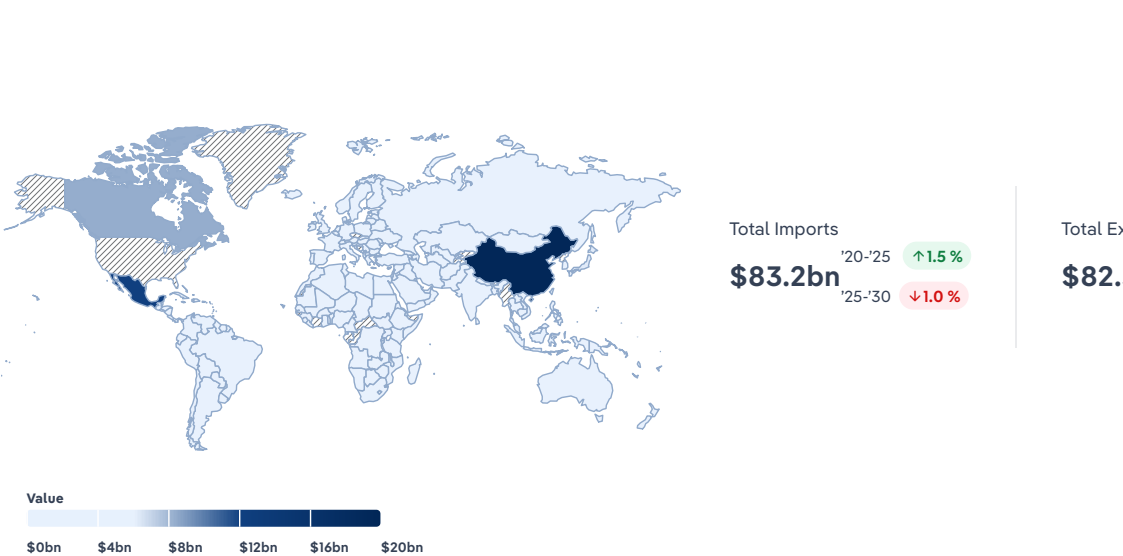 Total Imports
$83.2bn
’20-’25 ↑1.5 %
’25-’30 ↓1.0 %
Total Ex
$82.
Value
$0bn $4bn $8bn $12bn $16bn $20bn